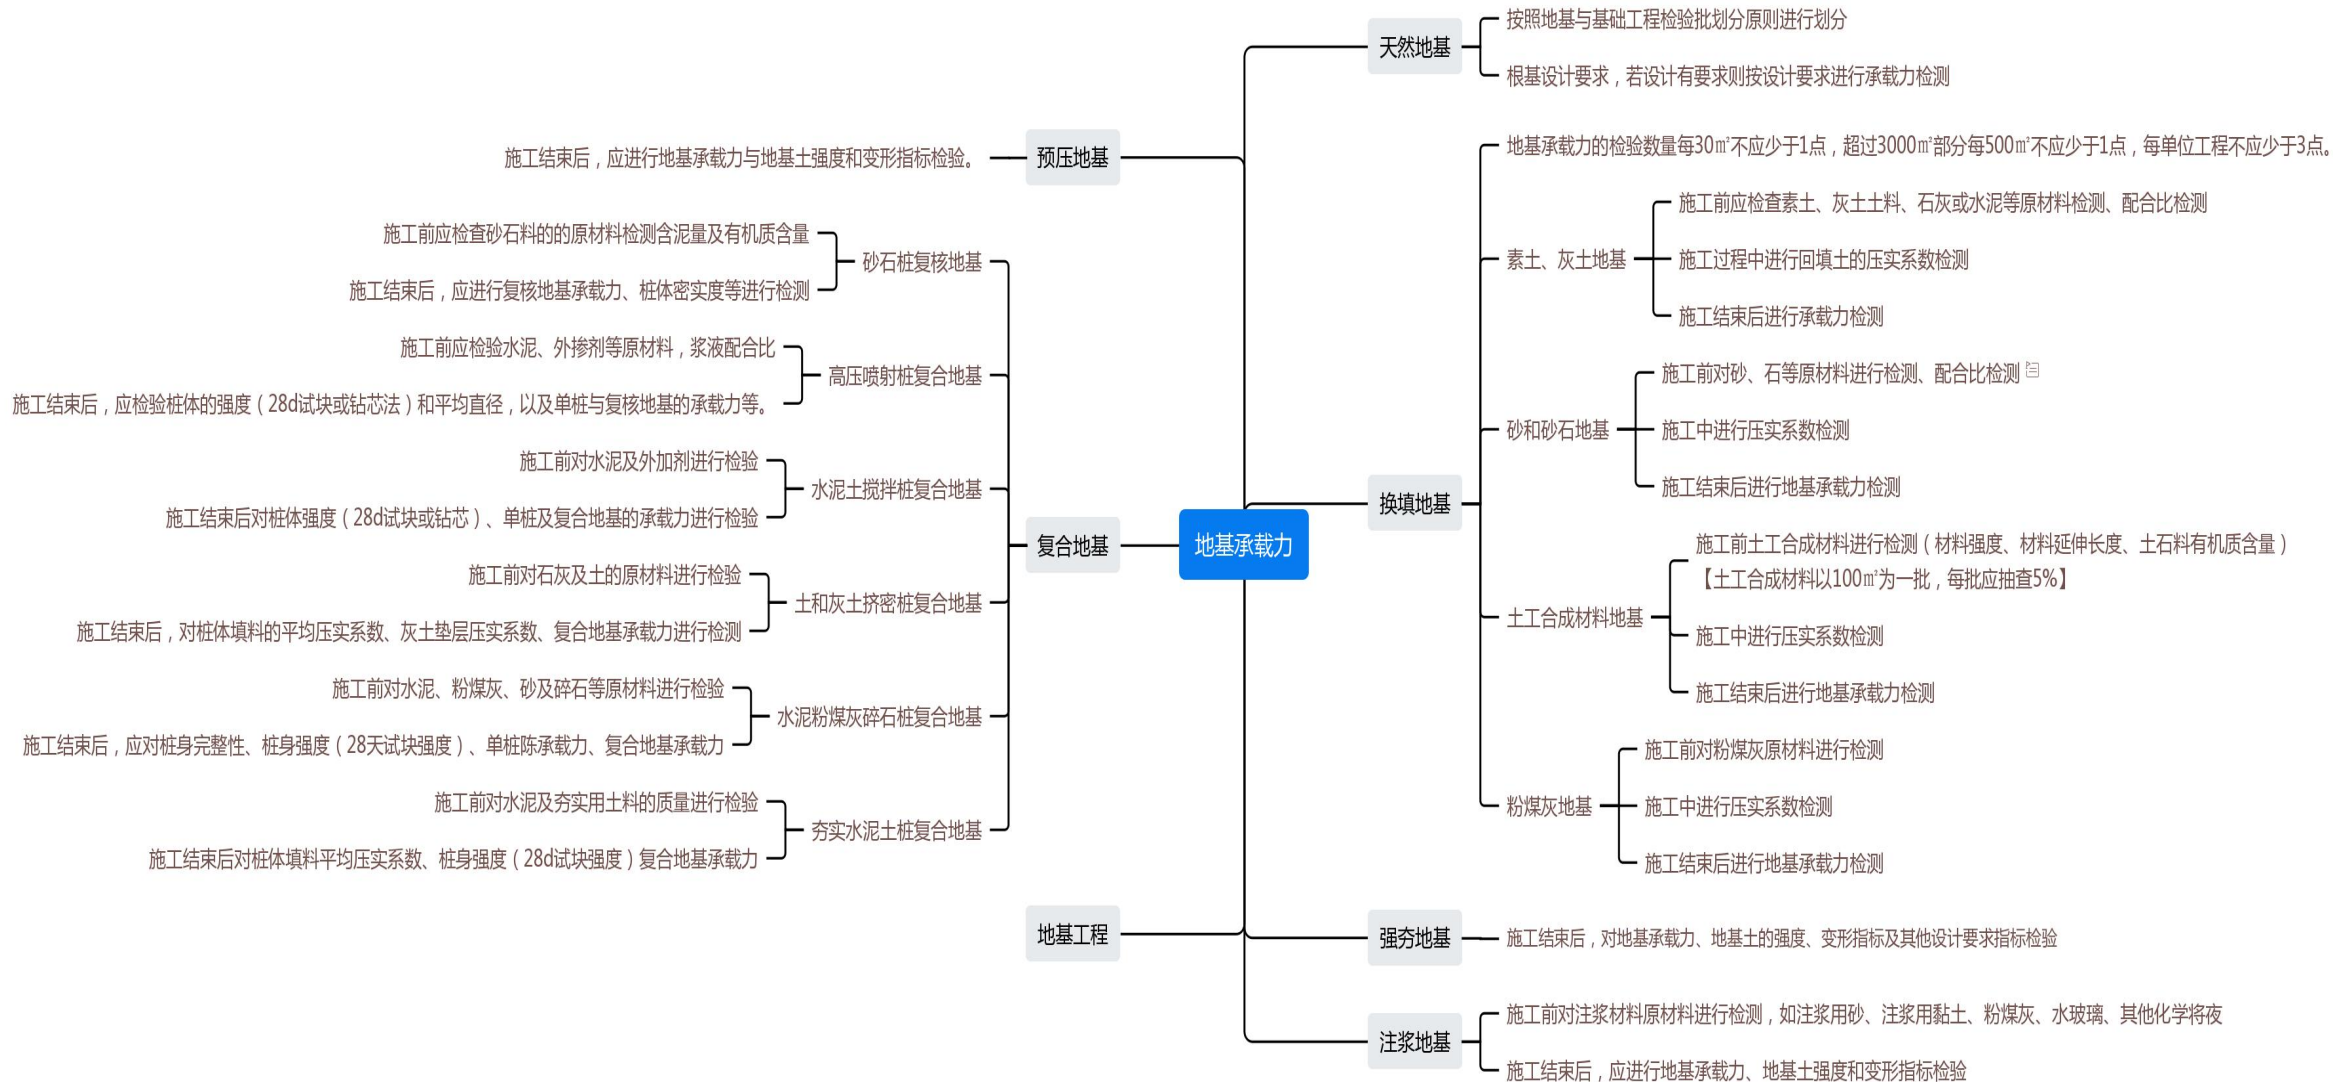 地基承载力
天然地基
按照地基与基础工程检验批划分原则进行划分
根基设计要求，若设计有要求则按设计要求进行承载力检测
换填地基
地基承载力的检验数量每30㎡不应少于1点，超过3000㎡部分每500㎡不应少于1点，每单位工程不应少于3点。
素土、灰土地基
施工前应检查素土、灰土土料、石灰或水泥等原材料检测、配合比检测
施工过程中进行回填土的压实系数检测
施工结束后进行承载力检测
砂和砂石地基
施工前对砂、石等原材料进行检测、配合比检测
施工中进行压实系数检测
施工结束后进行地基承载力检测
土工合成材料地基
施工前土工合成材料进行检测（材料强度、材料延伸长度、土石料有机质含量）
【土工合成材料以100㎡为一批，每批应抽查5%】
施工中进行压实系数检测
施工结束后进行地基承载力检测
粉煤灰地基
施工前对粉煤灰原材料进行检测
施工中进行压实系数检测
施工结束后进行地基承载力检测
强夯地基
施工结束后，对地基承载力、地基土的强度、变形指标及其他设计要求指标检验
注浆地基
施工前对注浆材料原材料进行检测，如注浆用砂、注浆用黏土、粉煤灰、水玻璃、其他化学将夜
施工结束后，应进行地基承载力、地基土强度和变形指标检验
预压地基
施工结束后，应进行地基承载力与地基土强度和变形指标检验。
复合地基
砂石桩复核地基
施工前应检查砂石料的的原材料检测含泥量及有机质含量
施工结束后，应进行复核地基承载力、桩体密实度等进行检测
高压喷射桩复合地基
施工前应检验水泥、外掺剂等原材料，浆液配合比
施工结束后，应检验桩体的强度（28d试块或钻芯法）和平均直径，以及单桩与复核地基的承载力等。
水泥土搅拌桩复合地基
施工前对水泥及外加剂进行检验
施工结束后对桩体强度（28d试块或钻芯）、单桩及复合地基的承载力进行检验
土和灰土挤密桩复合地基
施工前对石灰及土的原材料进行检验
施工结束后，对桩体填料的平均压实系数、灰土垫层压实系数、复合地基承载力进行检测
水泥粉煤灰碎石桩复合地基
施工前对水泥、粉煤灰、砂及碎石等原材料进行检验
施工结束后，应对桩身完整性、桩身强度（28天试块强度）、单桩陈承载力、复合地基承载力
夯实水泥土桩复合地基
施工前对水泥及夯实用土料的质量进行检验
施工结束后对桩体填料平均压实系数、桩身强度（28d试块强度）复合地基承载力
地基工程